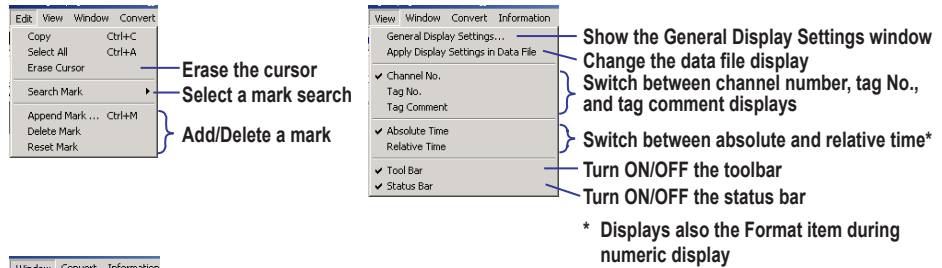 Edit View Window Convert
Copy Ctrl+C
Select All Ctrl+A
Erase Cursor
Search Mark
Append Mark ... Ctrl+M
Delete Mark
Reset Mark
Erase the cursor
Select a mark search
Add/Delete a mark
View Window Convert Information
General Display Settings...
Apply Display Settings in Data File
Channel No.
Tag No.
Tag Comment
Absolute Time
Relative Time
Tool Bar
Status Bar
Show the General Display Settings window
Change the data file display
Switch between channel number, tag No.,
and tag comment displays
Switch between absolute and relative time*
Turn ON/OFF the toolbar
Turn ON/OFF the status bar
* Displays also the Format item during
numeric display
Window Convert Information